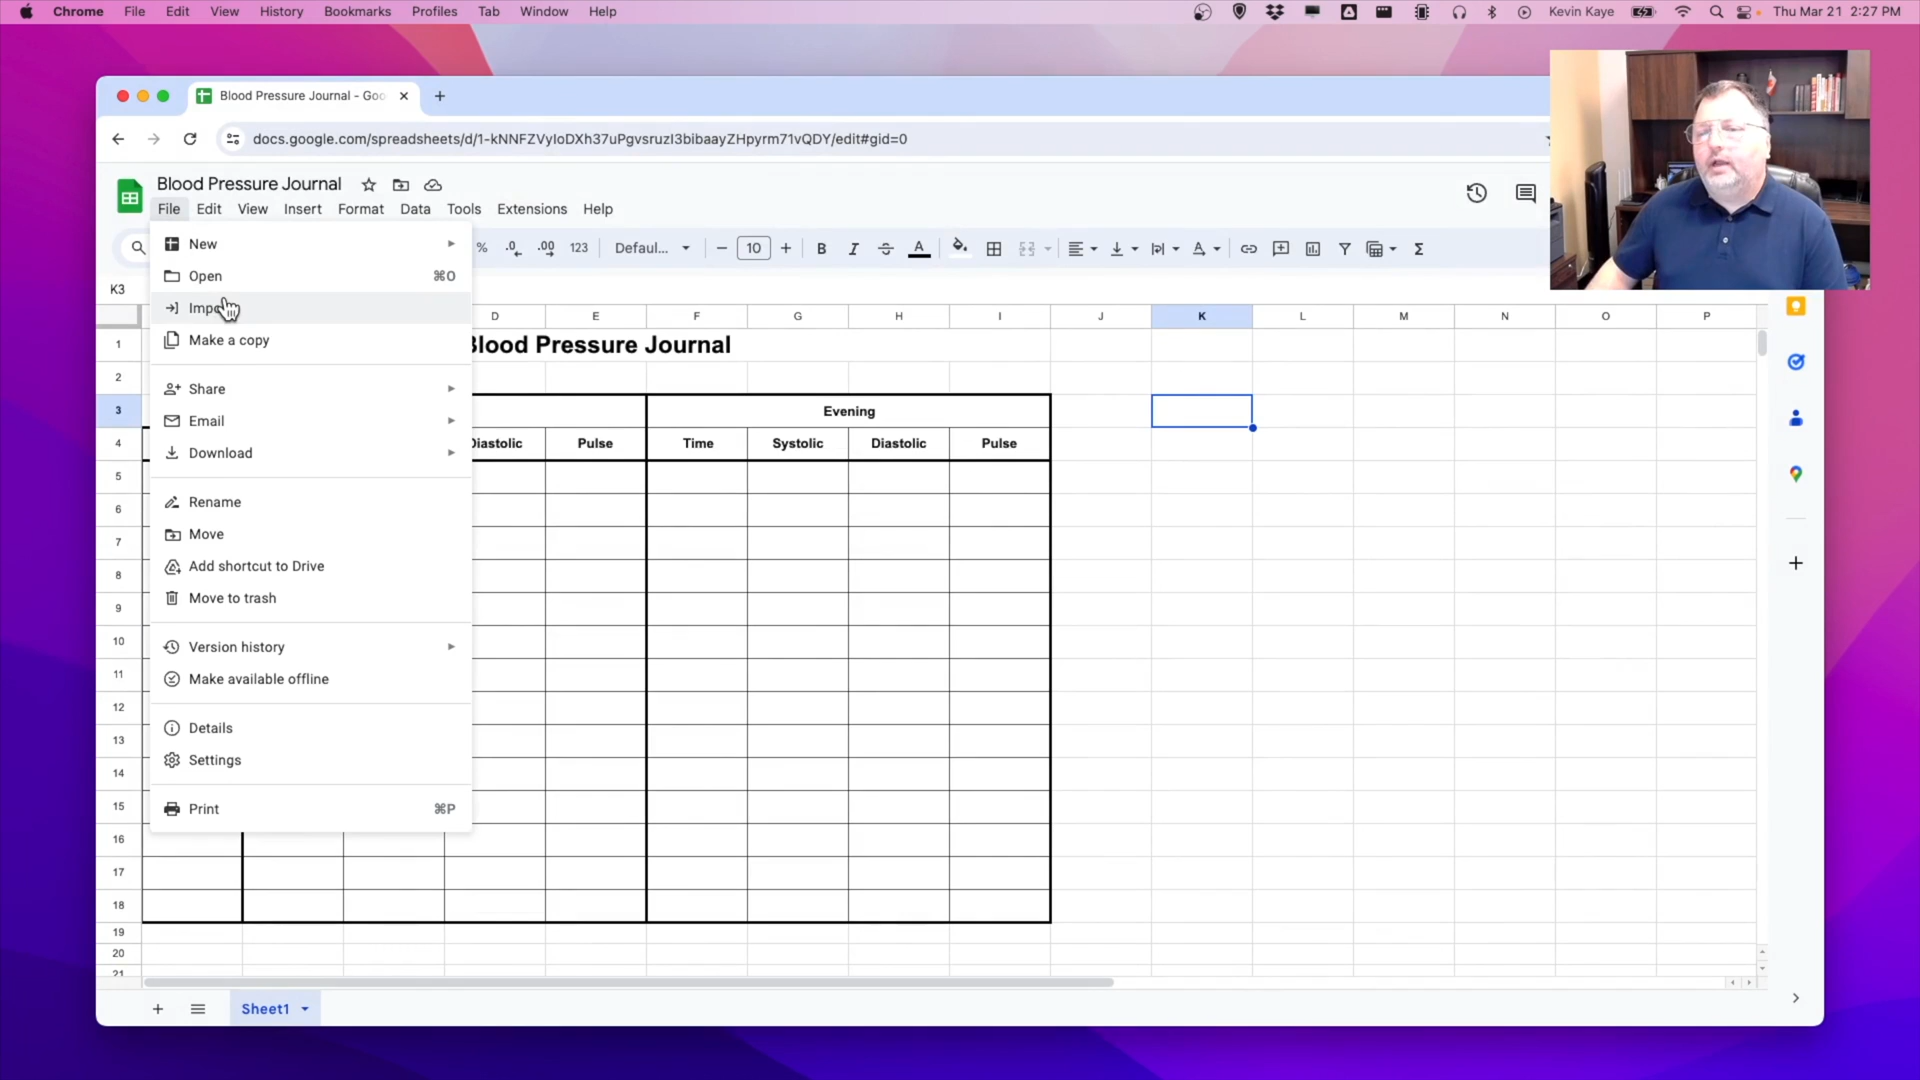 Chrome File Edit View History Bookmarks Profiles Tab Window Help Kevin Kaye Thu Mar 21 2:27 PM
Blood Pressure Journal - Goo
docs.google.com/spreadsheets/d/1-kNNFZVyIoDXh37uPgvsruzI3bibaayZHpyrm71vQDY/edit#gid=0
Blood Pressure Journal
File Edit View Insert Format Data Tools Extensions Help
% .0 .00 123 Defaul... 10 B I A Σ
K3
New
Open ⌘O
Make a copy
Share
Email
Download
Rename
Move
Add shortcut to Drive
Move to trash
Version history
Make available offline
Details
Settings
Print ⌘P
D E F G H I J K L M N O P
1 Blood Pressure Journal
2
3 Evening
4 Diastolic Pulse Time Systolic Diastolic Pulse
5
6
7
8
9
10
11
12
13
14
15
16
17
18
19
20
21
Sheet1